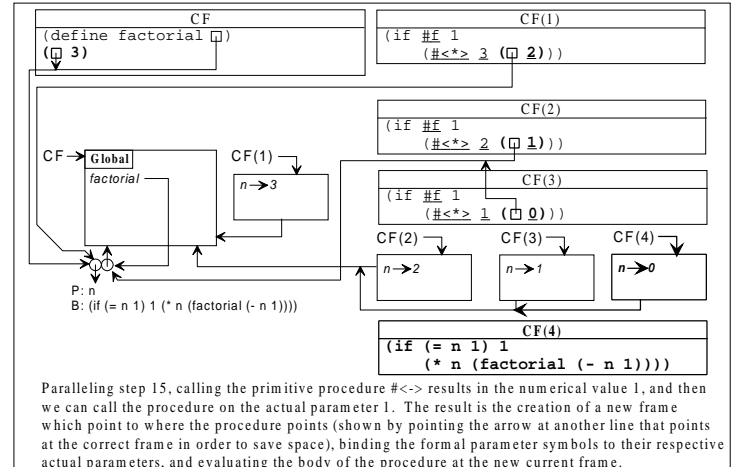 CF
(define factorial □)
(□ 3)
CF(1)
(if #f 1
(#<*> 3 (□ 2)))
CF(2)
(if #f 1
(#<*> 2 (□ 1)))
CF(3)
(if #f 1
(#<*> 1 (□ 0)))
CF
Global
factorial
CF(1)
n→3
CF(2)
n→2
CF(3)
n→1
CF(4)
n→0
P: n
B: (if (= n 1) 1 (* n (factorial (- n 1))))
CF(4)
(if (= n 1) 1
(* n (factorial (- n 1))))
Paralleling step 15, calling the primitive procedure #<-> results in the numerical value 1, and then
we can call the procedure on the actual parameter 1.  The result is the creation of a new frame
which point to where the procedure points (shown by pointing the arrow at another line that points
at the correct frame in order to save space), binding the formal parameter symbols to their respective
actual parameters, and evaluating the body of the procedure at the new current frame.